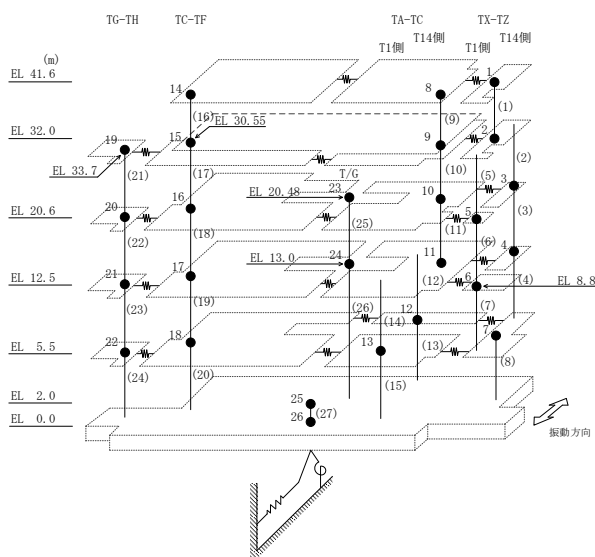 TG-TH TC-TF TA-TC TX-TZ
T1側 T14側 T1側 T14側
(m)
EL 41.6 14 8 1
(1)
EL 32.0 19 15 (16) EL 30.55 9 (9) 2
EL 33.7 (21) (17) (10) (2)
T/G
EL 20.6 20 16 EL 20.48 23 10 (5) 3
(22) (18) (25) (11) 5 (3)
EL 12.5 21 17 EL 13.0 24 11 (6) 4
(23) (19) (12) 6 (4) EL 8.8
EL 5.5 22 18 (26) 12 (7)
(14) 7
(24) (20) 13 (13) (8)
(15)
EL 2.0 25
EL 0.0 26 (27)
振動方向